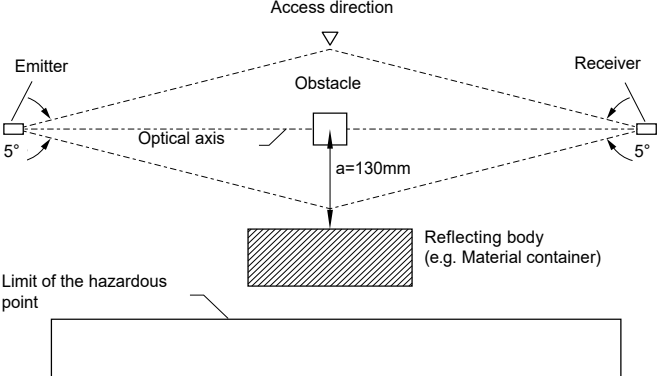 Access direction
Emitter
Receiver
Obstacle
Optical axis
5°
5°
a=130mm
Reflecting body
(e.g. Material container)
Limit of the hazardous
point